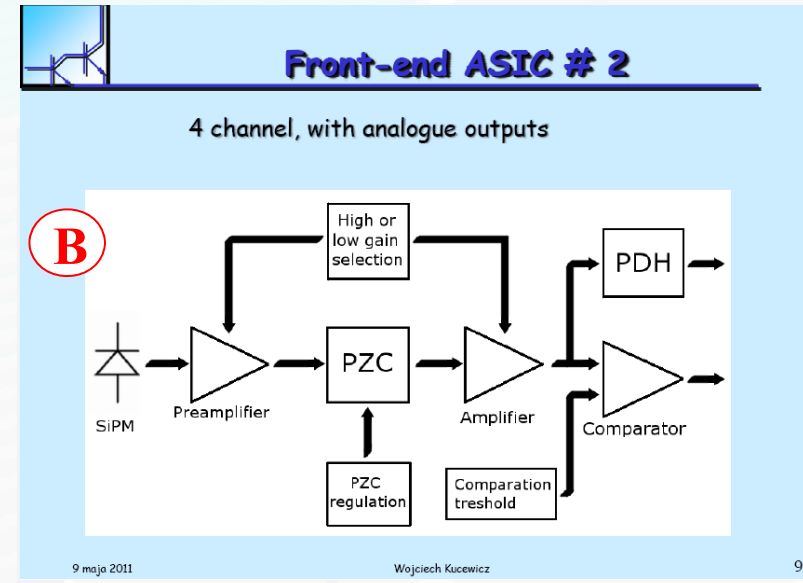 Front-end ASIC # 2
4 channel, with analogue outputs
B
High or
low gain
selection
PDH
PZC
SiPM
Preamplifier
Amplifier
Comparator
PZC
regulation
Comparation
treshold
9 maja 2011
Wojciech Kucewicz
9